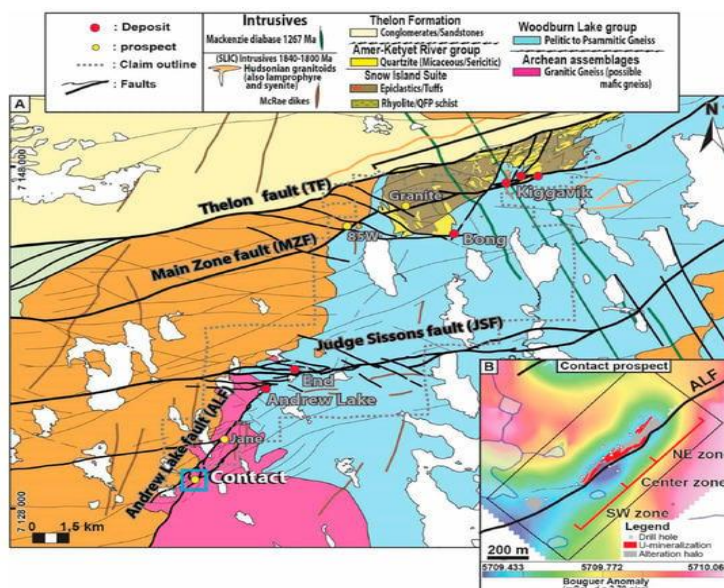 : Deposit
: prospect
: Claim outline
: Faults
Intrusives
Mackenzie diabase 1267 Ma
(SLIC) Intrusives 1840-1800 Ma
Hudsonian granitoids
(also lamprophyre
and syenite)
McRae dikes
Thelon Formation
Conglomerates/Sandstones
Amer-Ketyet River group
Quartzite (Micaceous/Sericitic)
Snow Island Suite
Epiclastics/Tuffs
Rhyolite/QFP schist
Woodburn Lake group
Pelitic to Psammitic Gneiss
Archean assemblages
Granitic Gneiss (possible
mafic gneiss)
A
N
7 148 000
Thelon fault (TF)
Granite
Kiggavik
85W
Bong
Main Zone fault (MZF)
Judge Sissons fault (JSF)
End
Andrew Lake
Andrew Lake fault (ALF)
Jane
Contact
7 128 000
0 1,5 km
B
Contact prospect
ALF
NE zone
Center zone
SW zone
Legend
Drill hole
U-mineralization
Alteration halo
200 m
5709.433 5709.772 5710.06
Bouguer Anomaly